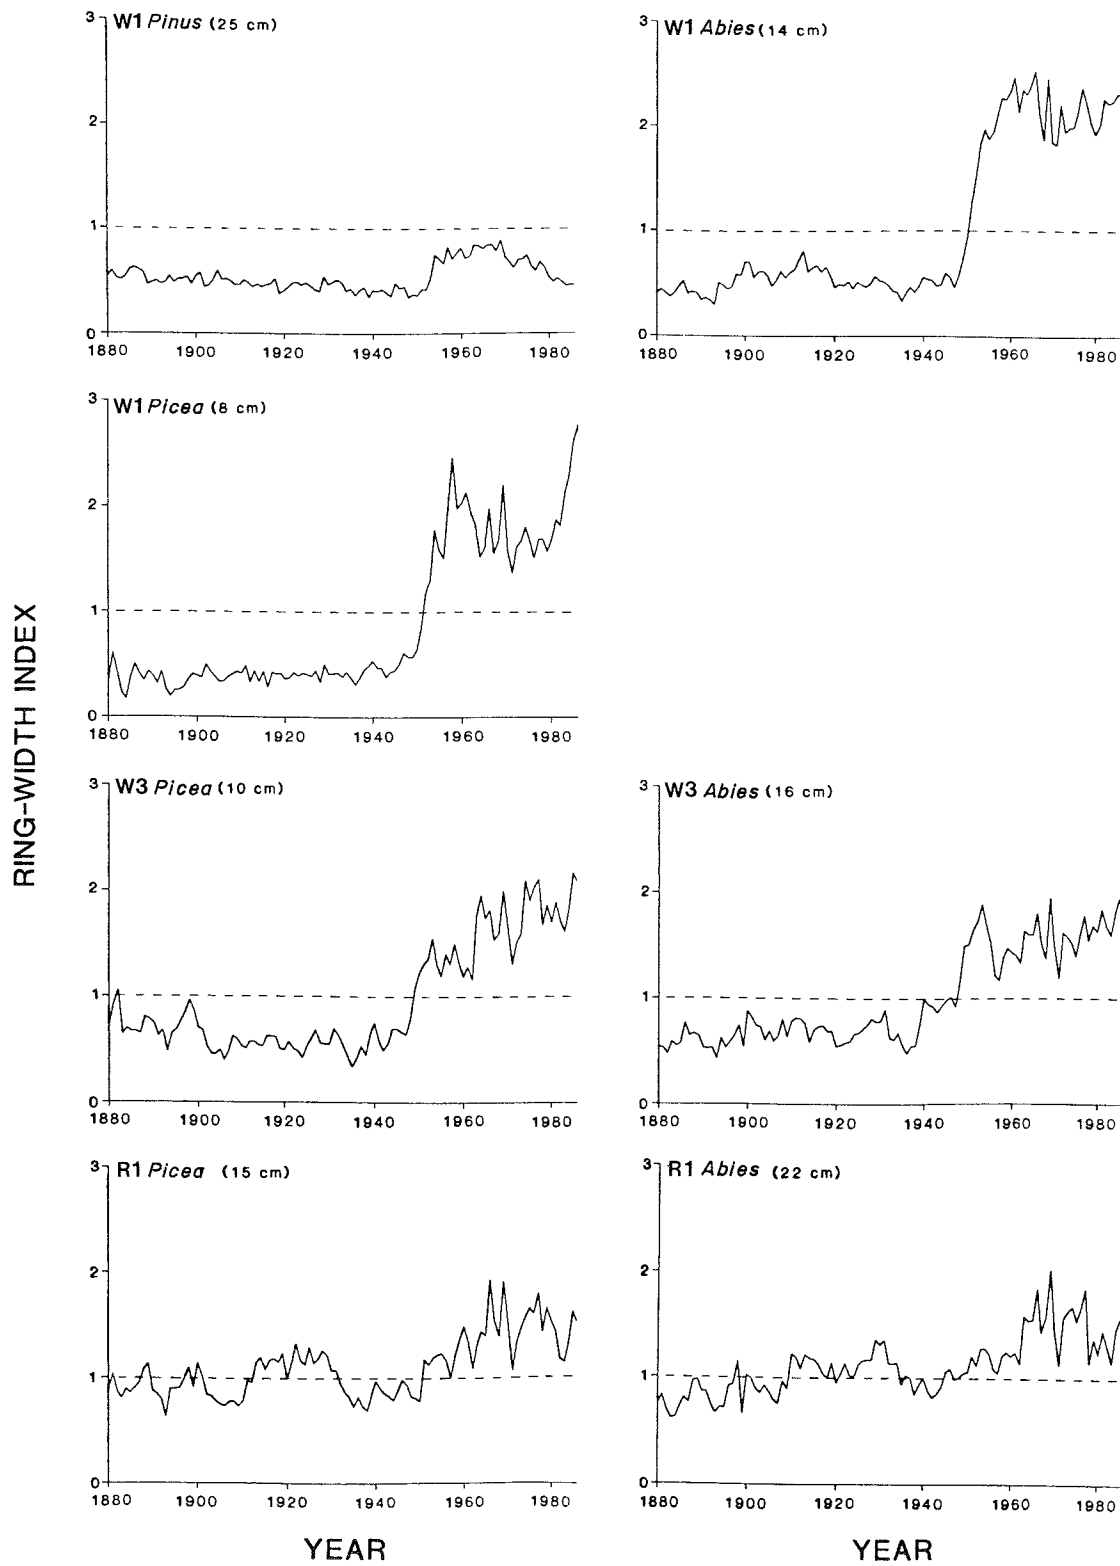 RING-WIDTH INDEX
W1 Pinus (25 cm)
3
2
1
0
1880 1900 1920 1940 1960 1980
W1 Abies (14 cm)
3
2
1
0
1880 1900 1920 1940 1960 1980
W1 Picea (8 cm)
3
2
1
0
1880 1900 1920 1940 1960 1980
W3 Picea (10 cm)
3
2
1
0
1880 1900 1920 1940 1960 1980
W3 Abies (16 cm)
3
2
1
0
1880 1900 1920 1940 1960 1980
R1 Picea (15 cm)
3
2
1
0
1880 1900 1920 1940 1960 1980
R1 Abies (22 cm)
3
2
1
0
1880 1900 1920 1940 1960 1980
YEAR
YEAR